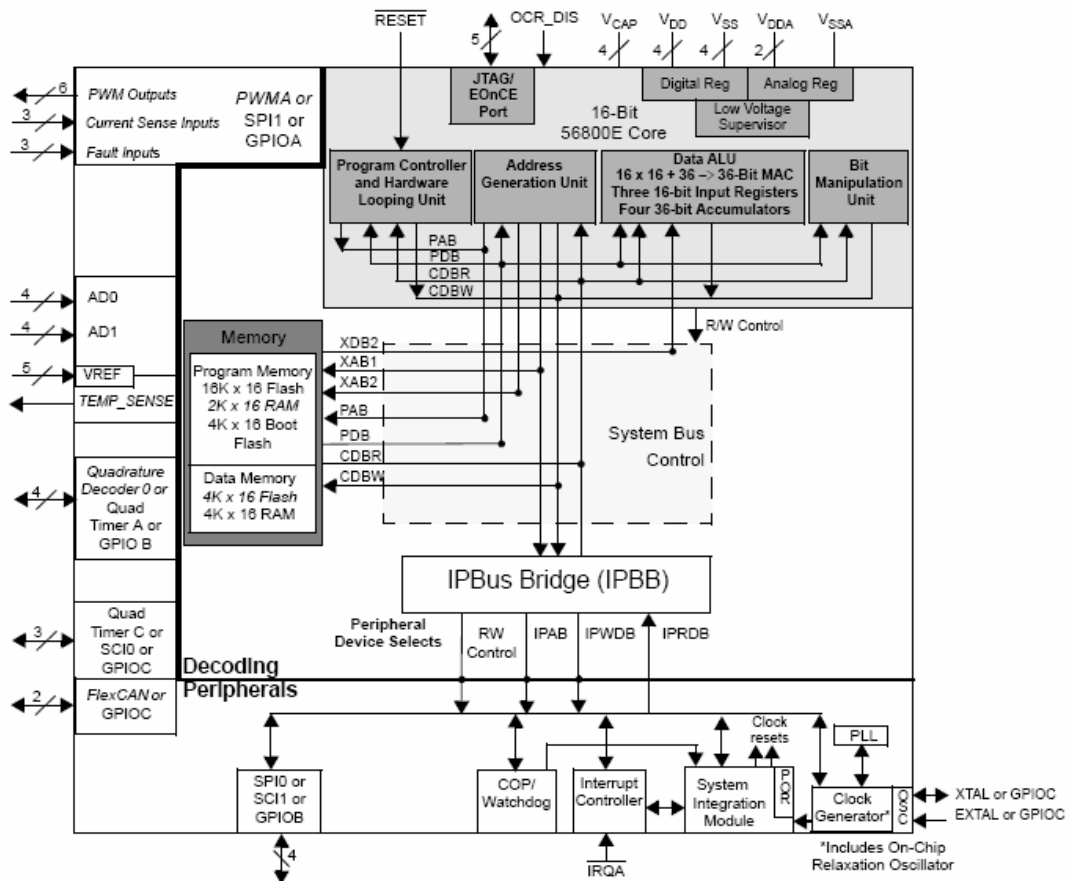 RESET
5
OCR_DIS
V_CAP
4
V_DD
4
V_SS
4
V_DDA
2
V_SSA
6
PWM Outputs
3
Current Sense Inputs
3
Fault Inputs
PWMA or
SPI1 or
GPIOA
JTAG/
EOnCE
Port
Digital Reg
Analog Reg
Low Voltage
Supervisor
16-Bit
56800E Core
Program Controller
and Hardware
Looping Unit
Address
Generation Unit
Data ALU
16 x 16 + 36 -> 36-Bit MAC
Three 16-bit Input Registers
Four 36-bit Accumulators
Bit
Manipulation
Unit
PAB
PDB
CDBR
CDBW
R/W Control
4
AD0
4
AD1
5
VREF
TEMP_SENSE
Memory
Program Memory
16K x 16 Flash
2K x 16 RAM
4K x 16 Boot
Flash
Data Memory
4K x 16 Flash
4K x 16 RAM
XDB2
XAB1
XAB2
PAB
PDB
CDBR
CDBW
System Bus
Control
4
Quadrature
Decoder 0 or
Quad
Timer A or
GPIO B
IPBus Bridge (IPBB)
3
Quad
Timer C or
SCI0 or
GPIOC
Peripheral
Device Selects
RW
Control
IPAB
IPWDB
IPRDB
Decoding
Peripherals
2
FlexCAN or
GPIOC
Clock
resets
PLL
SPI0 or
SCI1 or
GPIOB
4
COP/
Watchdog
Interrupt
Controller
IRQA
System
Integration
Module
POR
Clock
Generator*
OSC
XTAL or GPIOC
EXTAL or GPIOC
*Includes On-Chip
Relaxation Oscillator